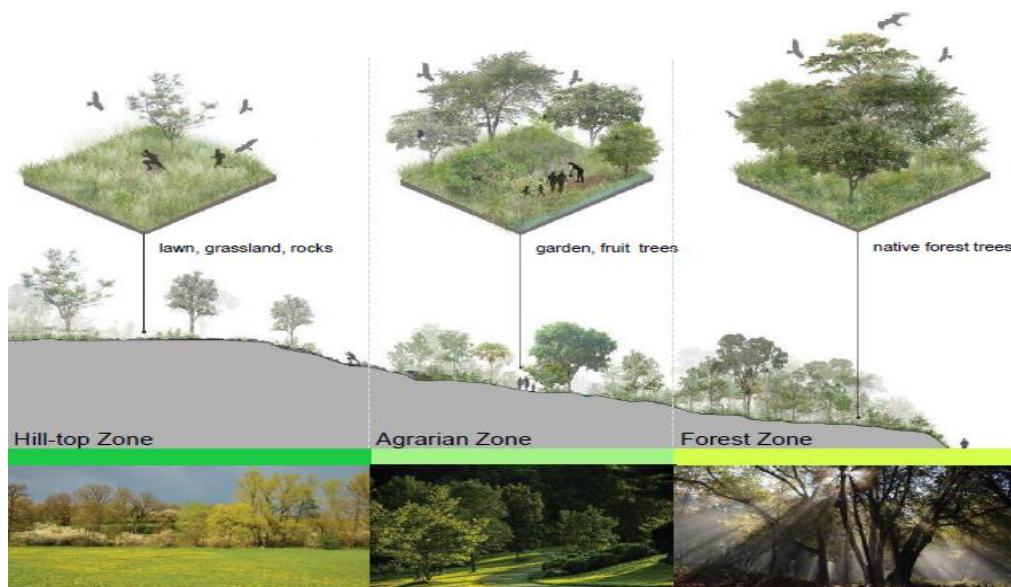 lawn, grassland, rocks
garden, fruit trees
native forest trees
Hill-top Zone
Agrarian Zone
Forest Zone